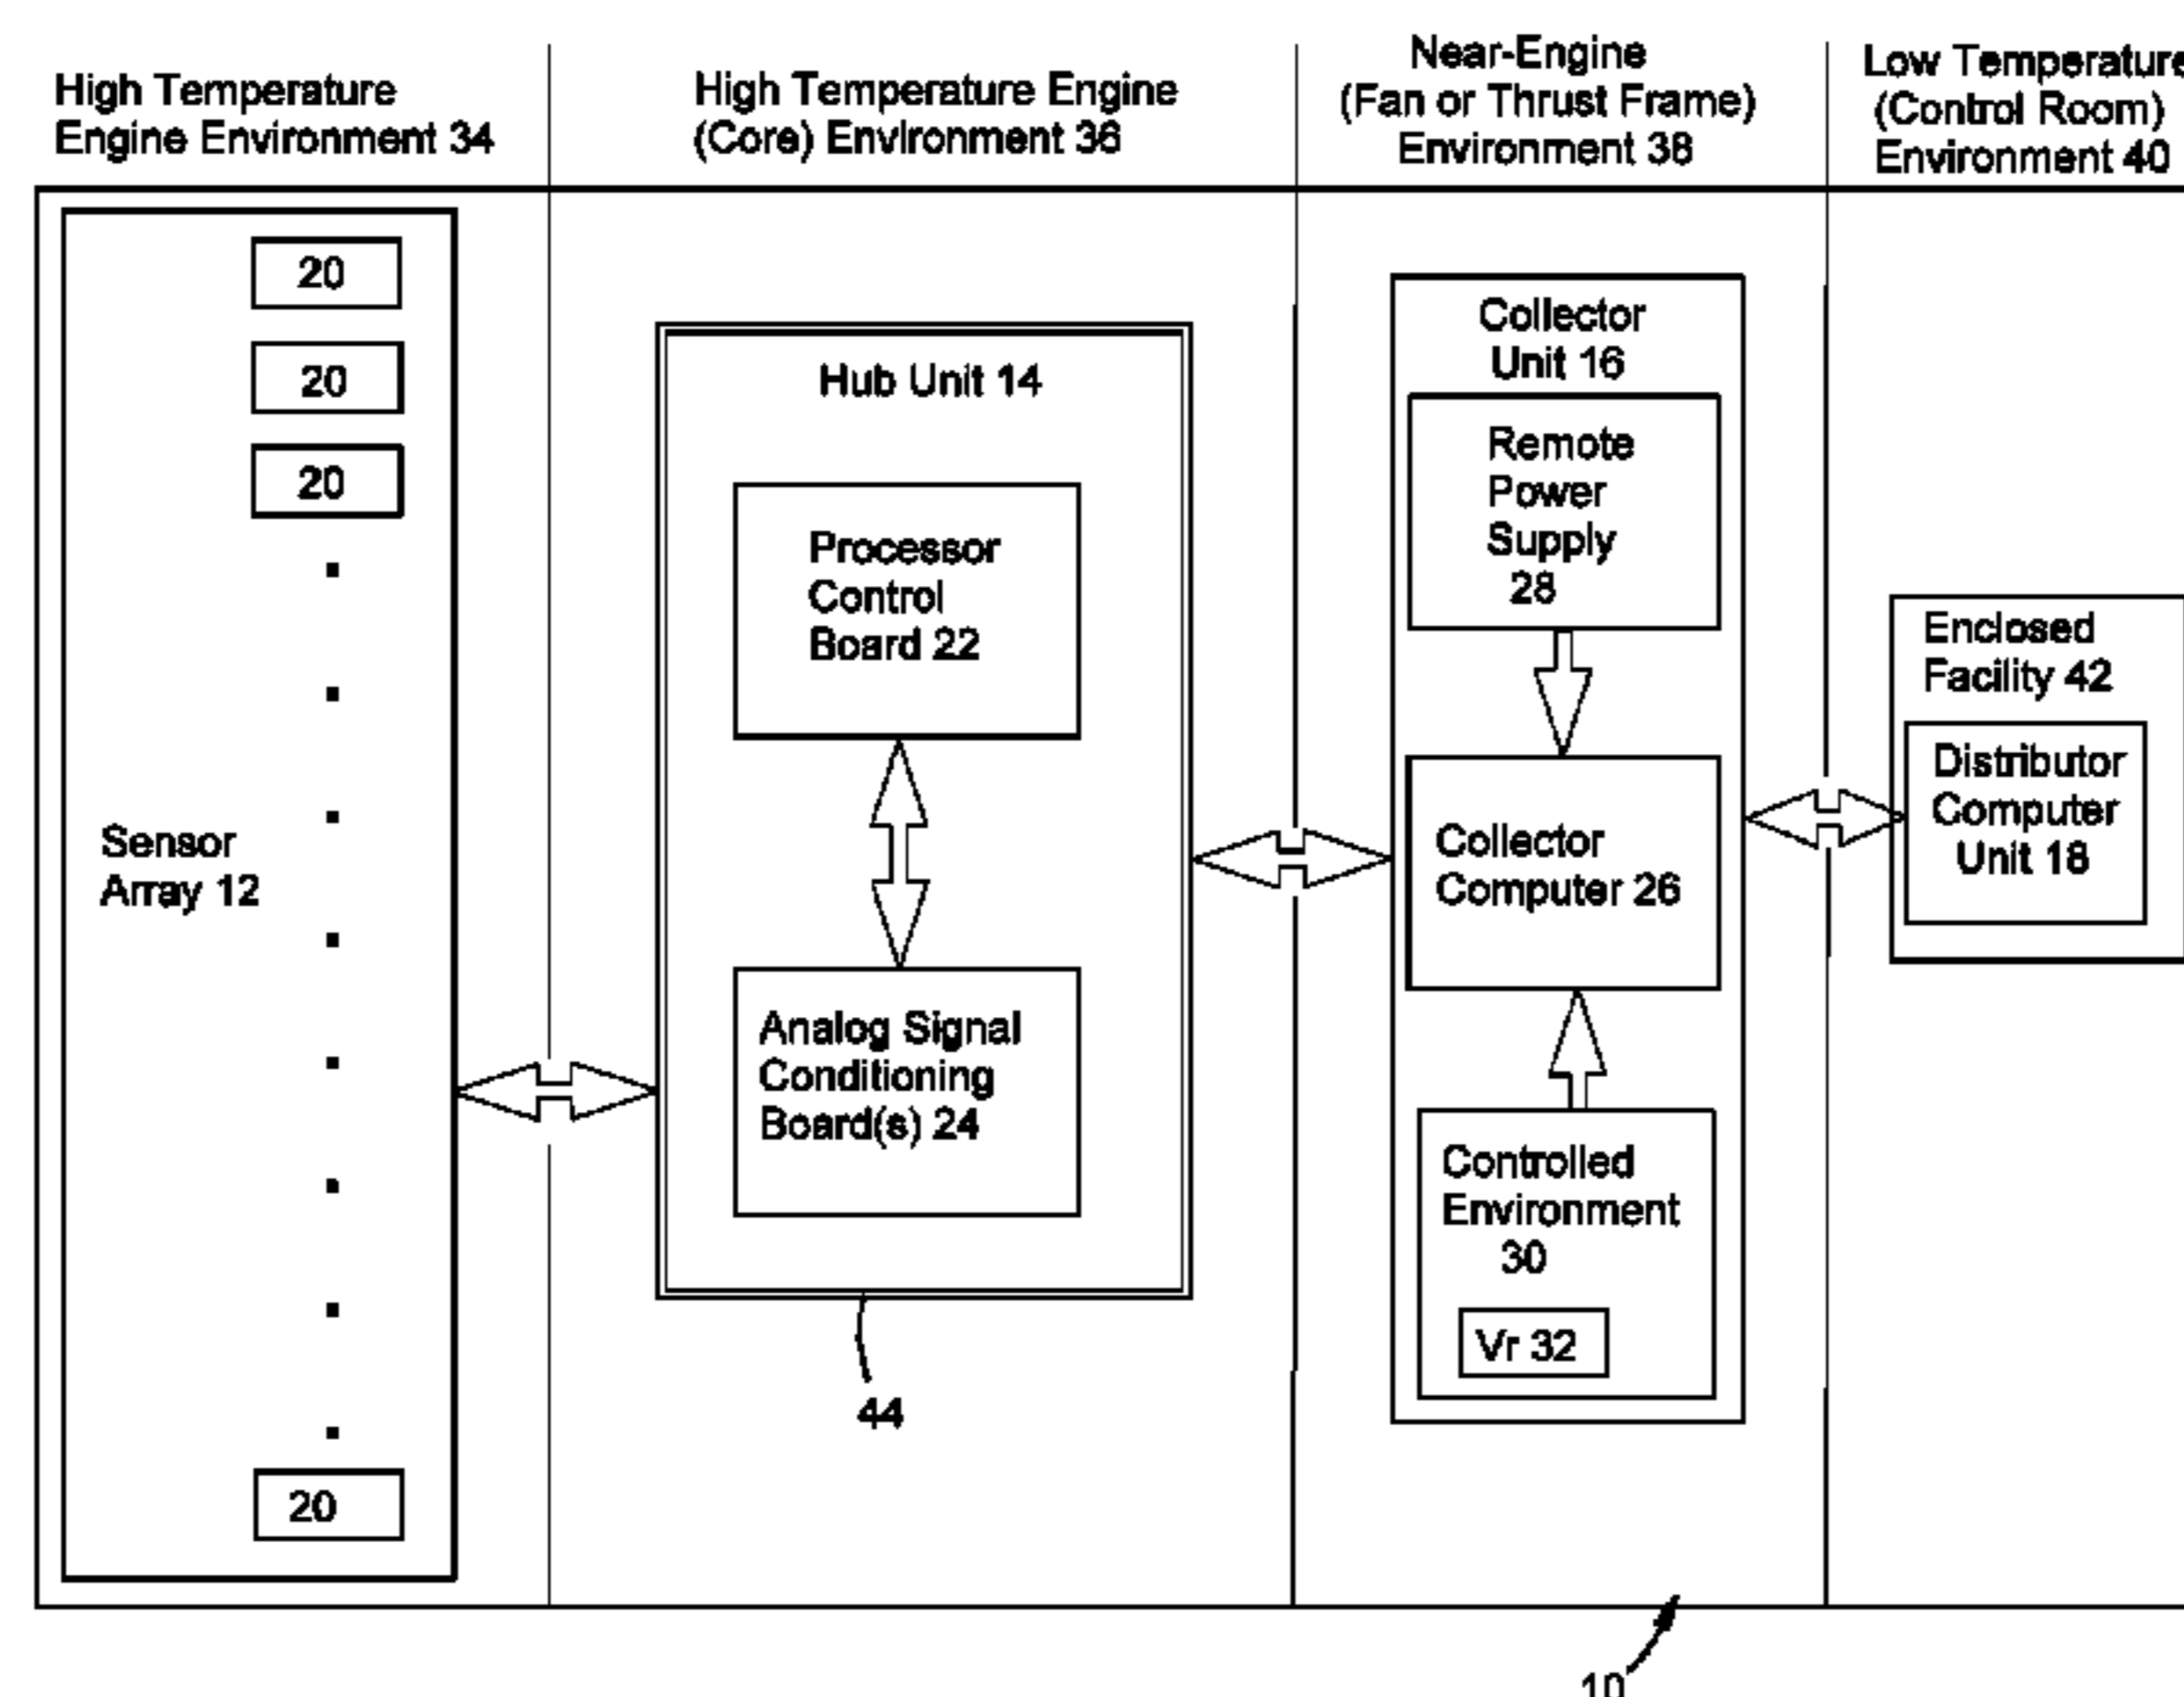 High Temperature
Engine Environment 34
High Temperature Engine
(Core) Environment 36
Near-Engine
(Fan or Thrust Frame)
Environment 38
Low Temperature
(Control Room)
Environment 40
20
20
20
Sensor
Array 12
20
Hub Unit 14
Processor
Control
Board 22
Analog Signal
Conditioning
Board(s) 24
44
Collector
Unit 16
Remote
Power
Supply
28
Collector
Computer 26
Controlled
Environment
30
Vr 32
Enclosed
Facility 42
Distributor
Computer
Unit 18
10